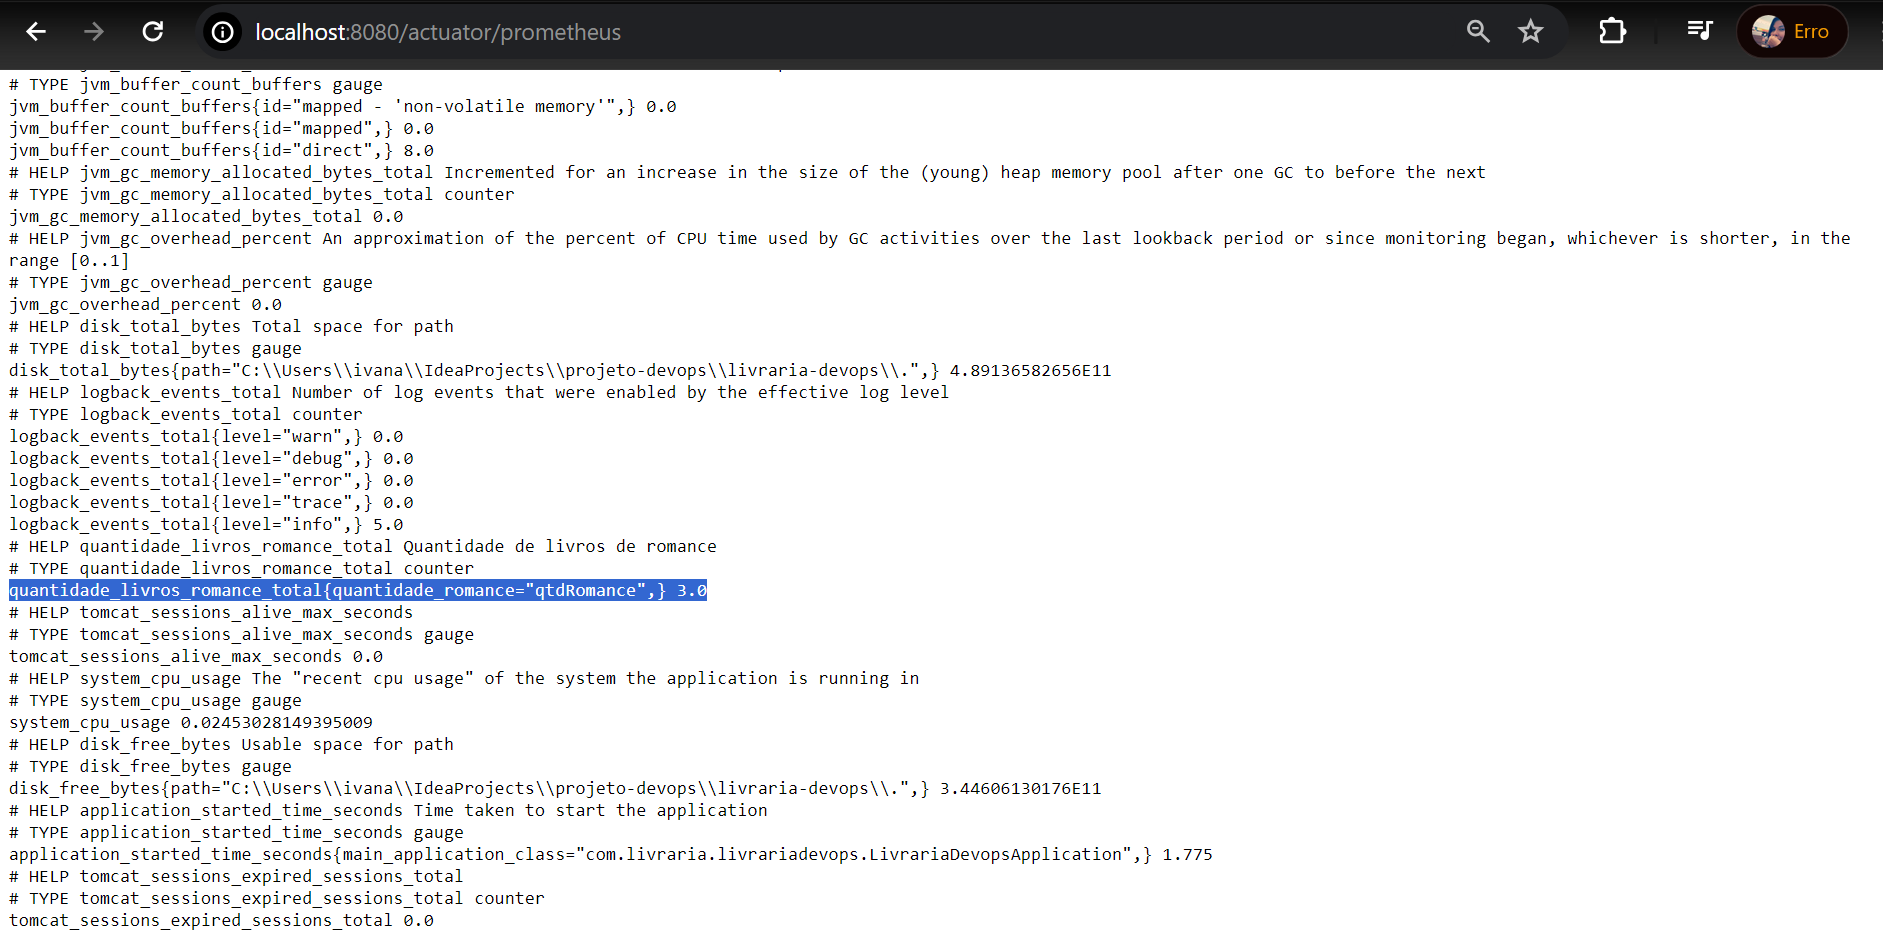 localhost:8080/actuator/prometheus
Erro
# TYPE jvm_buffer_count_buffers gauge
jvm_buffer_count_buffers{id="mapped - 'non-volatile memory'",} 0.0
jvm_buffer_count_buffers{id="mapped",} 0.0
jvm_buffer_count_buffers{id="direct",} 8.0
# HELP jvm_gc_memory_allocated_bytes_total Incremented for an increase in the size of the (young) heap memory pool after one GC to before the next
# TYPE jvm_gc_memory_allocated_bytes_total counter
jvm_gc_memory_allocated_bytes_total 0.0
# HELP jvm_gc_overhead_percent An approximation of the percent of CPU time used by GC activities over the last lookback period or since monitoring began, whichever is shorter, in the
range [0..1]
# TYPE jvm_gc_overhead_percent gauge
jvm_gc_overhead_percent 0.0
# HELP disk_total_bytes Total space for path
# TYPE disk_total_bytes gauge
disk_total_bytes{path="C:\\Users\\ivana\\IdeaProjects\\projeto-devops\\livraria-devops\\.",} 4.89136582656E11
# HELP logback_events_total Number of log events that were enabled by the effective log level
# TYPE logback_events_total counter
logback_events_total{level="warn",} 0.0
logback_events_total{level="debug",} 0.0
logback_events_total{level="error",} 0.0
logback_events_total{level="trace",} 0.0
logback_events_total{level="info",} 5.0
# HELP quantidade_livros_romance_total Quantidade de livros de romance
# TYPE quantidade_livros_romance_total counter
quantidade_livros_romance_total{quantidade_romance="qtdRomance",} 3.0
# HELP tomcat_sessions_alive_max_seconds
# TYPE tomcat_sessions_alive_max_seconds gauge
tomcat_sessions_alive_max_seconds 0.0
# HELP system_cpu_usage The "recent cpu usage" of the system the application is running in
# TYPE system_cpu_usage gauge
system_cpu_usage 0.02453028149395009
# HELP disk_free_bytes Usable space for path
# TYPE disk_free_bytes gauge
disk_free_bytes{path="C:\\Users\\ivana\\IdeaProjects\\projeto-devops\\livraria-devops\\.",} 3.44606130176E11
# HELP application_started_time_seconds Time taken to start the application
# TYPE application_started_time_seconds gauge
application_started_time_seconds{main_application_class="com.livraria.livrariadevops.LivrariaDevopsApplication",} 1.775
# HELP tomcat_sessions_expired_sessions_total
# TYPE tomcat_sessions_expired_sessions_total counter
tomcat_sessions_expired_sessions_total 0.0